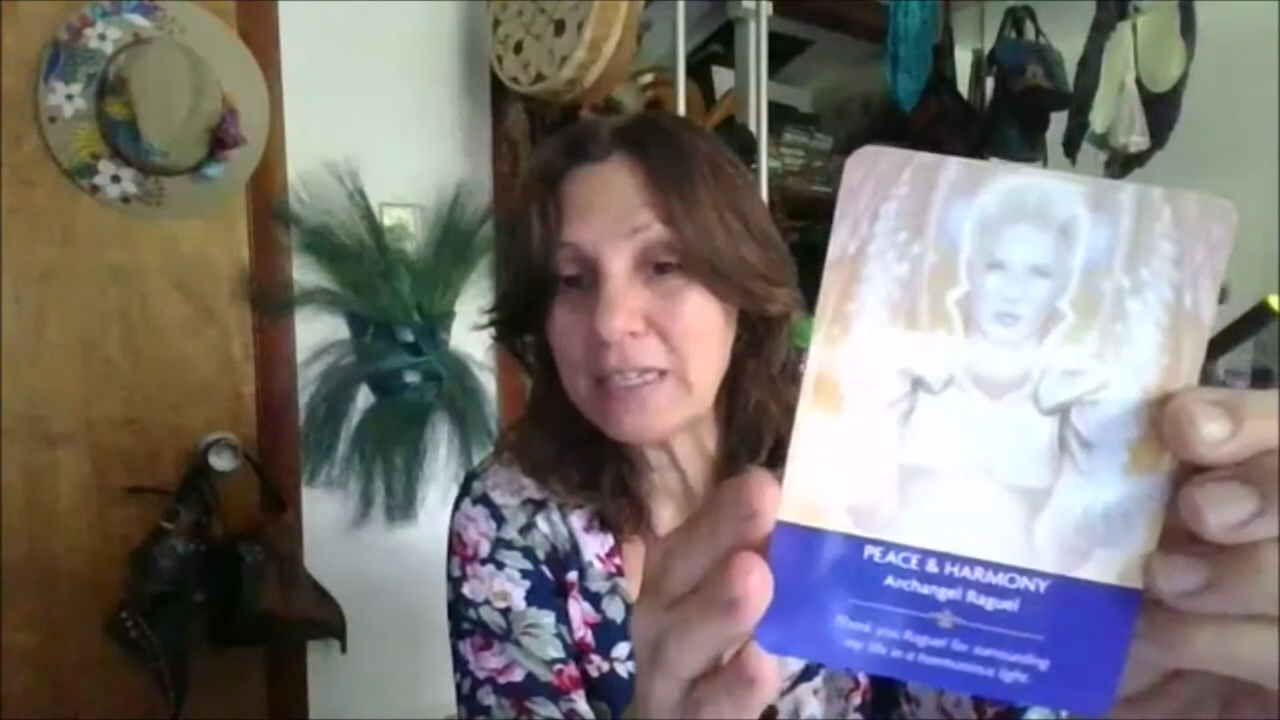 PEACE & HARMONY
Archangel Raguel
Thank you Raguel for surrounding
my life in a harmonious light.